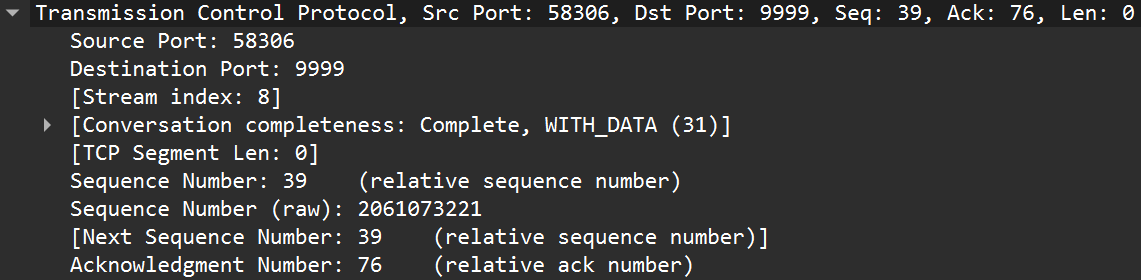 Transmission Control Protocol, Src Port: 58306, Dst Port: 9999, Seq: 39, Ack: 76, Len: 0
Source Port: 58306
Destination Port: 9999
[Stream index: 8]
[Conversation completeness: Complete, WITH_DATA (31)]
[TCP Segment Len: 0]
Sequence Number: 39    (relative sequence number)
Sequence Number (raw): 2061073221
[Next Sequence Number: 39    (relative sequence number)]
Acknowledgment Number: 76    (relative ack number)